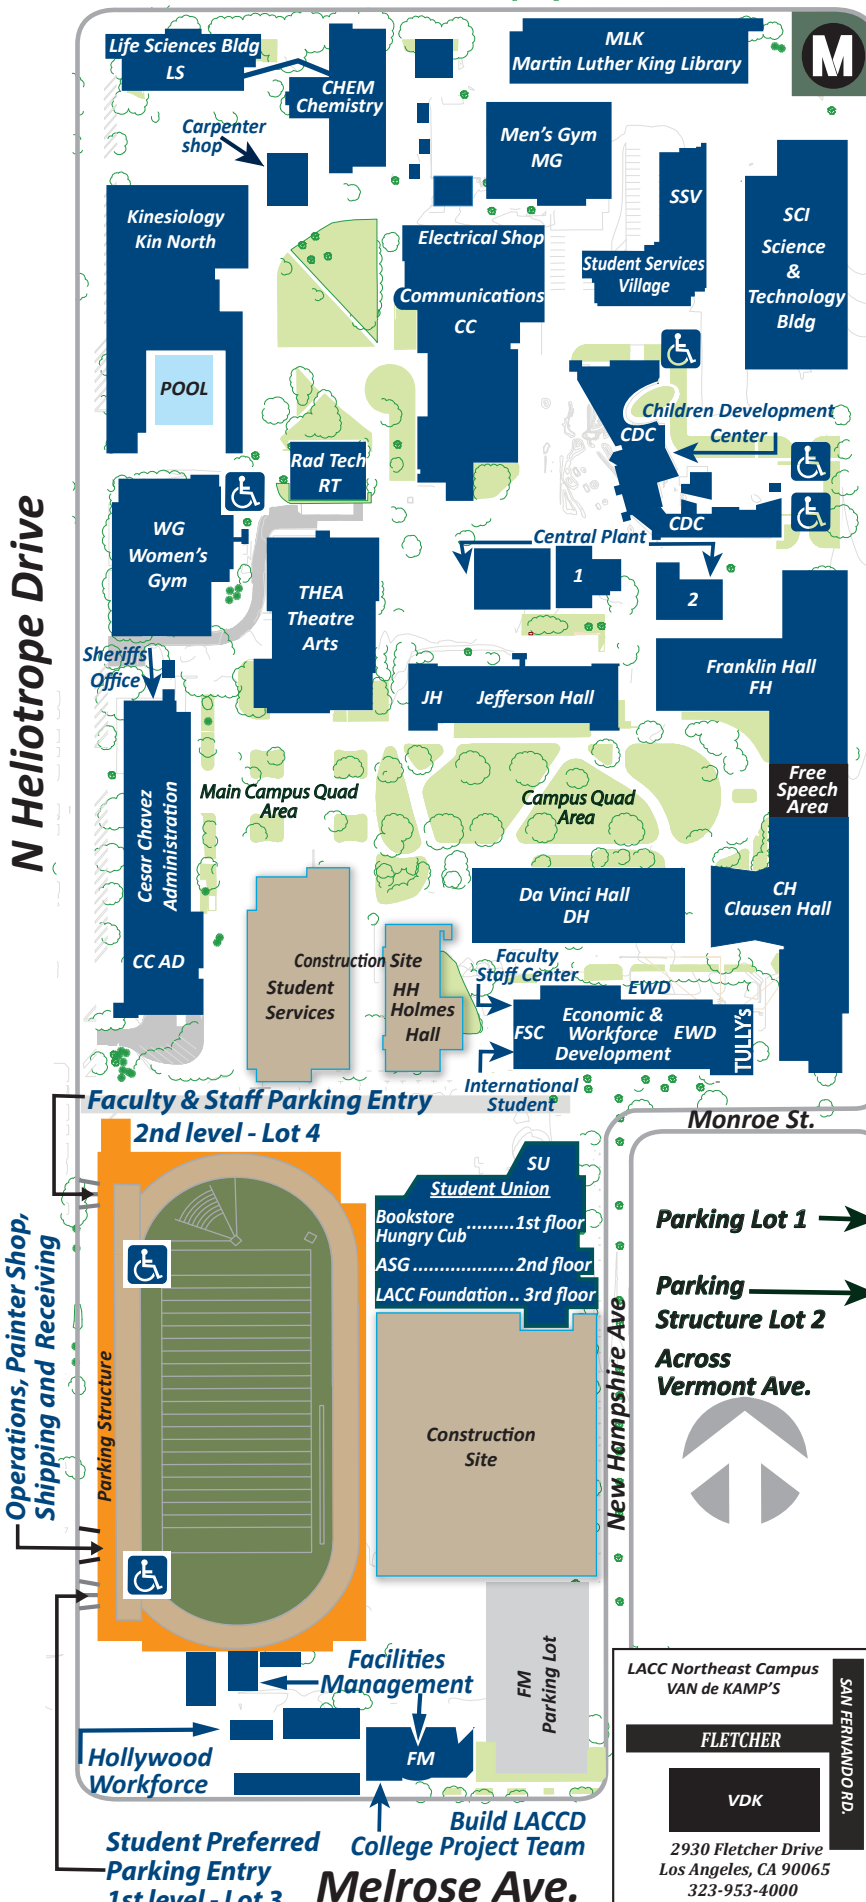 Life Sciences Bldg
LS
CHEM
Chemistry
MLK
Martin Luther King Library
M
Carpenter
shop
Men's Gym
MG
Kinesiology
Kin North
SSV
Student Services
Village
SCI
Science
&
Technology
Bldg
Electrical Shop
Communications
CC
POOL
Children Development
Center
CDC
CDC
Rad Tech
RT
WG
Women's
Gym
Central Plant
1
2
THEA
Theatre
Arts
N Heliotrope Drive
Sheriffs
Office
JH
Jefferson Hall
Franklin Hall
FH
Free
Speech
Area
Cesar Chavez
Administration
CC AD
Main Campus Quad
Area
Campus Quad
Area
Da Vinci Hall
DH
CH
Clausen Hall
Construction Site
Student
Services
HH
Holmes
Hall
Faculty
Staff Center
EWD
FSC
Economic &
Workforce
Development
EWD
TULLY's
International
Student
Faculty & Staff Parking Entry
2nd level - Lot 4
Monroe St.
SU
Student Union
Bookstore
Hungry Cub .........1st floor
ASG ...................2nd floor
LACC Foundation .. 3rd floor
Parking Lot 1
Parking
Structure Lot 2
Across
Vermont Ave.
Operations, Painter Shop,
Shipping and Receiving
Parking Structure
Construction
Site
New Hampshire Ave
FM
Parking Lot
Facilities
Management
FM
Hollywood
Workforce
Build LACCD
College Project Team
Student Preferred
Parking Entry
1st level - Lot 3
Melrose Ave.
LACC Northeast Campus
VAN de KAMP'S
FLETCHER
SAN FERNANDO RD.
VDK
2930 Fletcher Drive
Los Angeles, CA 90065
323-953-4000